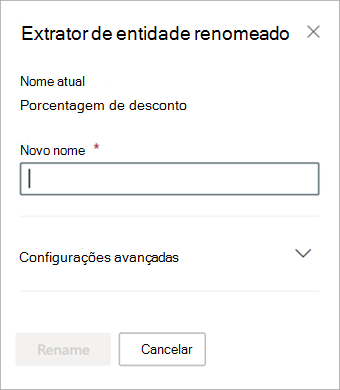 Extrator de entidade renomeado
Nome atual
Porcentagem de desconto
Novo nome *
Configurações avançadas
Rename
Cancelar